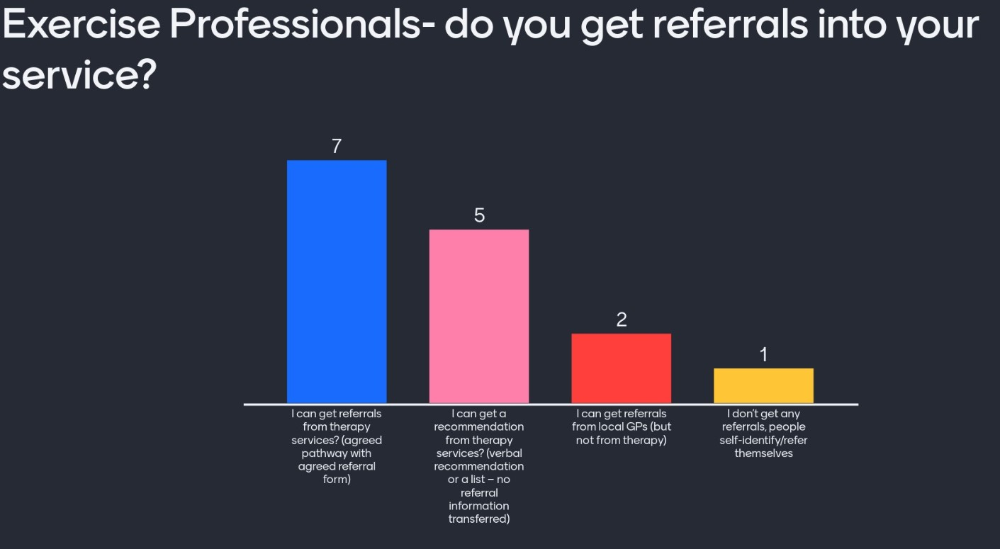 Exercise Professionals- do you get referrals into your
service?
7
5
2
1
I can get referrals
from therapy
services? (agreed
pathway with
agreed referral
form)
I can get a
recommendation
from therapy
services? (verbal
recommendation
or a list – no
referral
information
transferred)
I can get referrals
from local GPs (but
not from therapy)
I don't get any
referrals, people
self-identify/refer
themselves